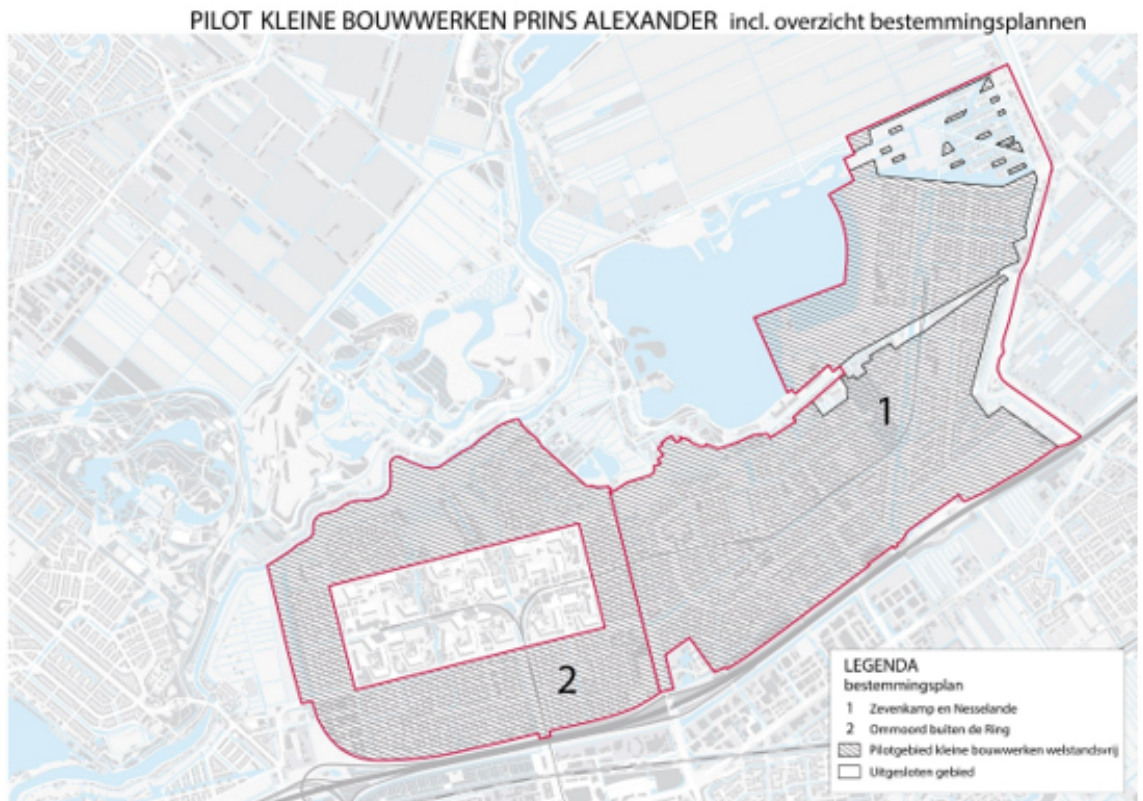 PILOT KLEINE BOUWWERKEN PRINS ALEXANDER incl. overzicht bestemmingsplannen
1
2
LEGENDA
bestemmingsplan
1 Zevenkamp en Nesselande
2 Ommoord buiten de Ring
Pilotgebied kleine bouwwerken welstandsvrij
Uitgesloten gebied